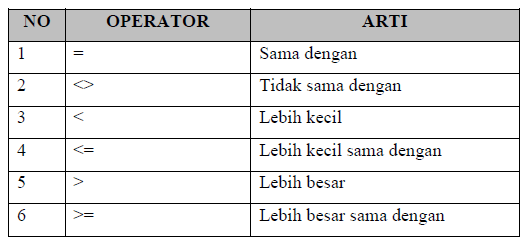 NO OPERATOR ARTI
1 = Sama dengan
2 <> Tidak sama dengan
3 < Lebih kecil
4 <= Lebih kecil sama dengan
5 > Lebih besar
6 >= Lebih besar sama dengan